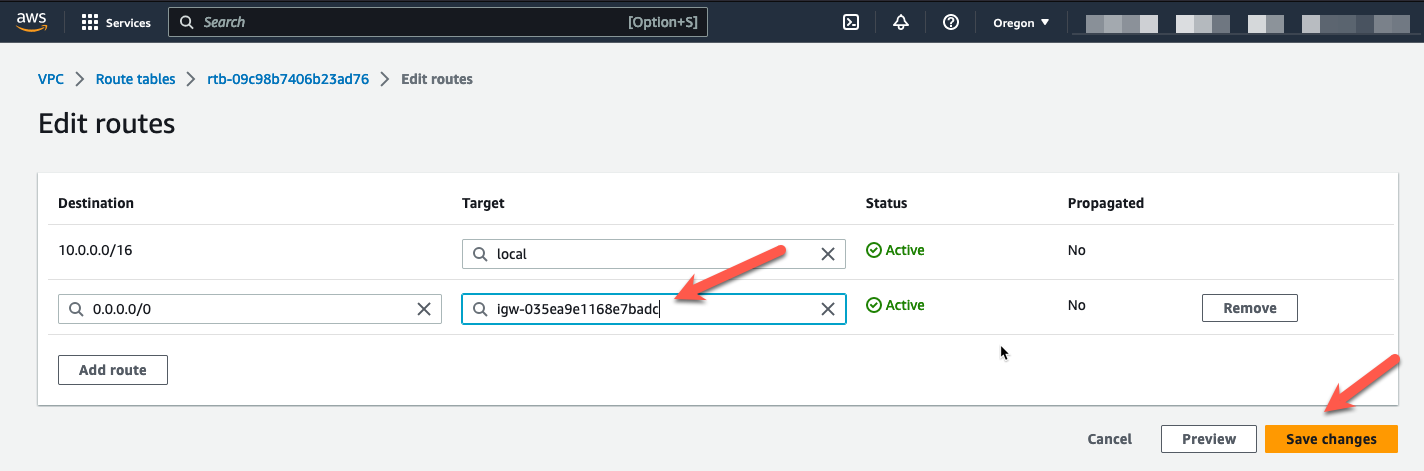 aws Services Search [Option+S] Oregon
VPC Route tables rtb-09c98b7406b23ad76 Edit routes
Edit routes
Destination Target Status Propagated
10.0.0.0/16 local Active No
0.0.0.0/0 igw-035ea9e1168e7badc Active No Remove
Add route
Cancel Preview Save changes